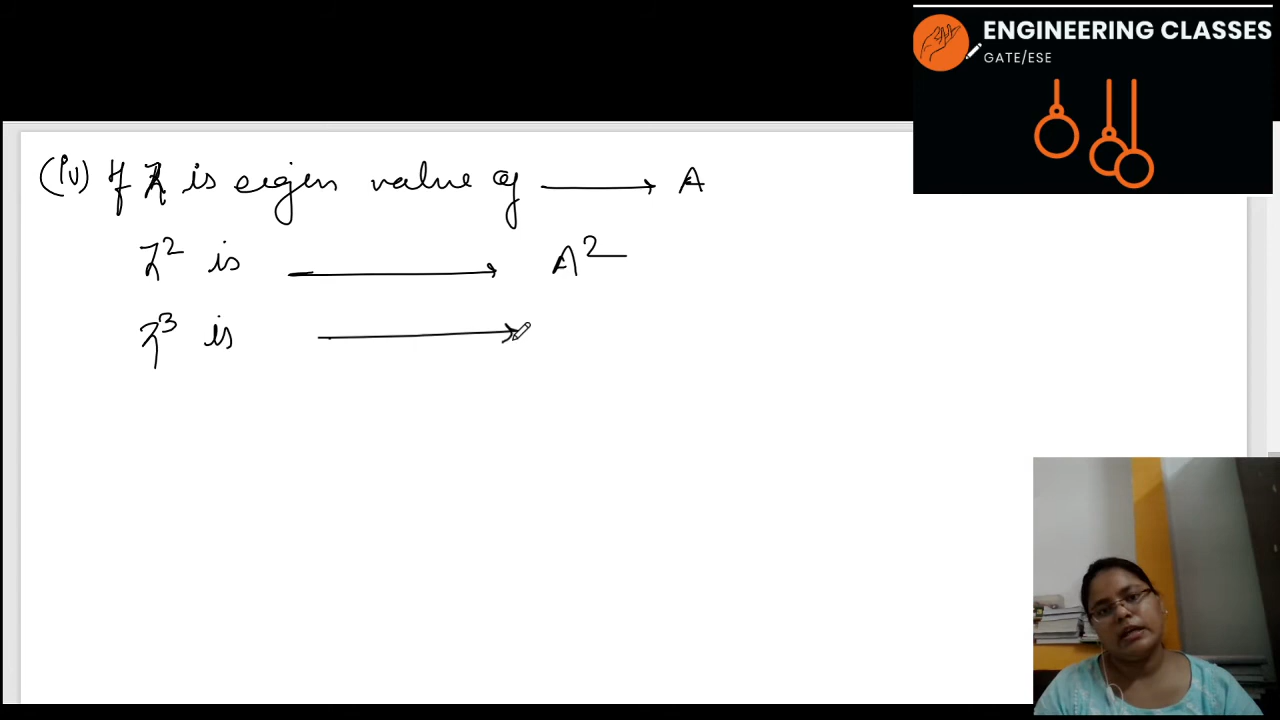 ENGINEERING CLASSES
GATE/ESE
(iv) If λ is eigen value of ⟶ A
λ² is ⟶ A²
λ³ is ⟶